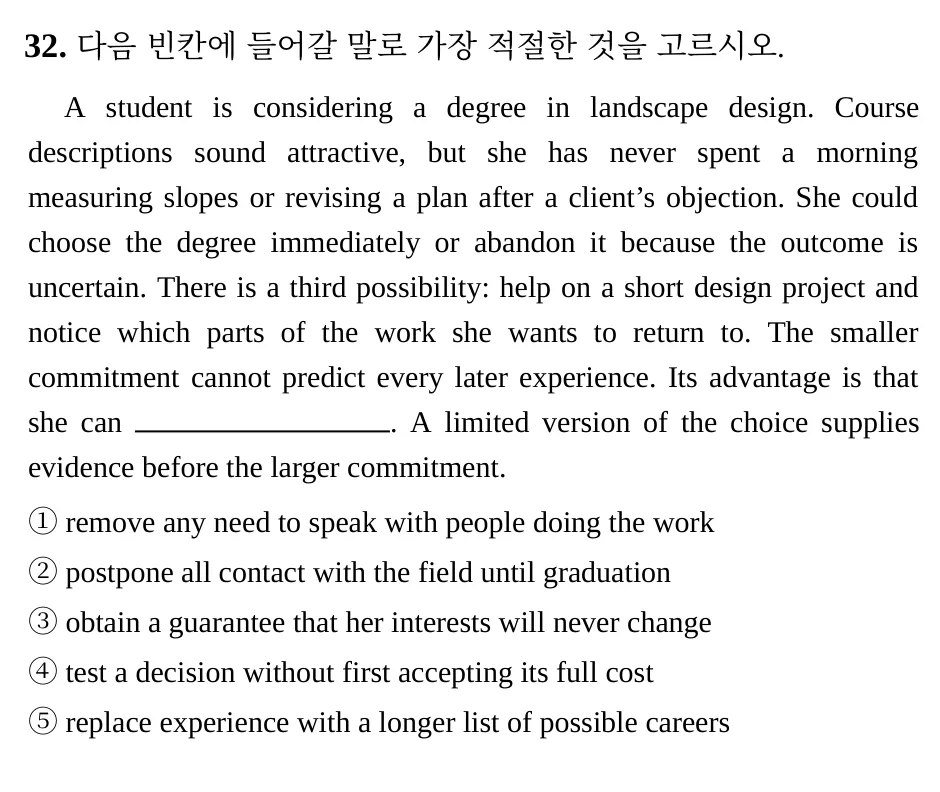 32. 다음 빈칸에 들어갈 말로 가장 적절한 것을 고르시오.
A student is considering a degree in landscape design. Course
descriptions sound attractive, but she has never spent a morning
measuring slopes or revising a plan after a client’s objection. She could
choose the degree immediately or abandon it because the outcome is
uncertain. There is a third possibility: help on a short design project and
notice which parts of the work she wants to return to. The smaller
commitment cannot predict every later experience. Its advantage is that
she can ____________. A limited version of the choice supplies
evidence before the larger commitment.
① remove any need to speak with people doing the work
② postpone all contact with the field until graduation
③ obtain a guarantee that her interests will never change
④ test a decision without first accepting its full cost
⑤ replace experience with a longer list of possible careers